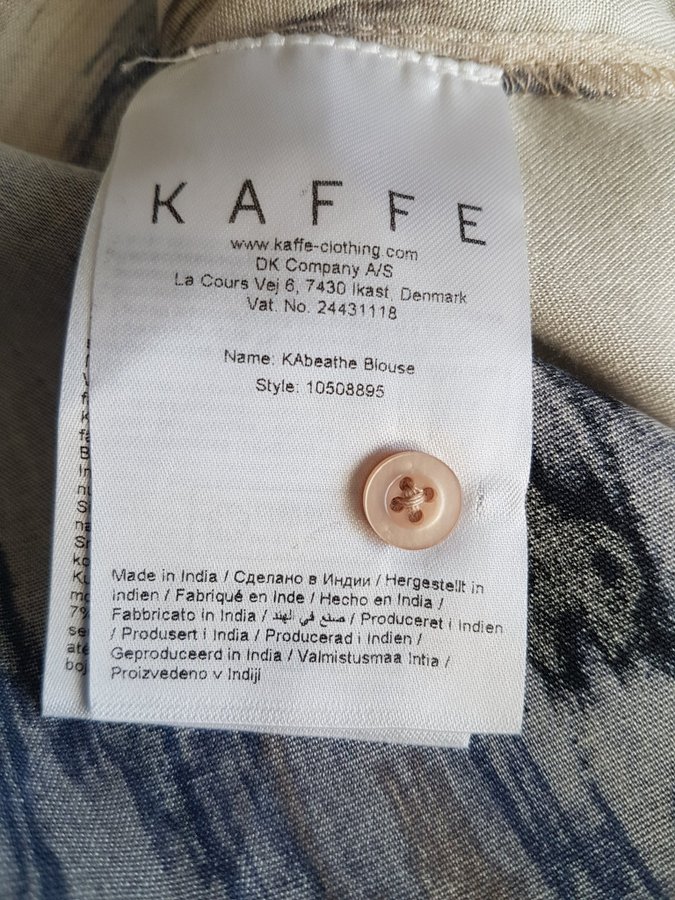 KAFFE
www.kaffe-clothing.com
DK Company A/S
La Cours Vej 6, 7430 Ikast, Denmark
Vat. No. 24431118
Name: KAbeathe Blouse
Style: 10508895
Made in India / Сделано в Индии / Hergestellt in
Indien / Fabriqué en Inde / Hecho en India /
Fabbricato in India / صنع في الهند / Produceret i Indien
/ Produsert i India / Producerad i Indien /
Geproduceerd in India / Valmistusmaa Intia /
Proizvedeno v Indiji